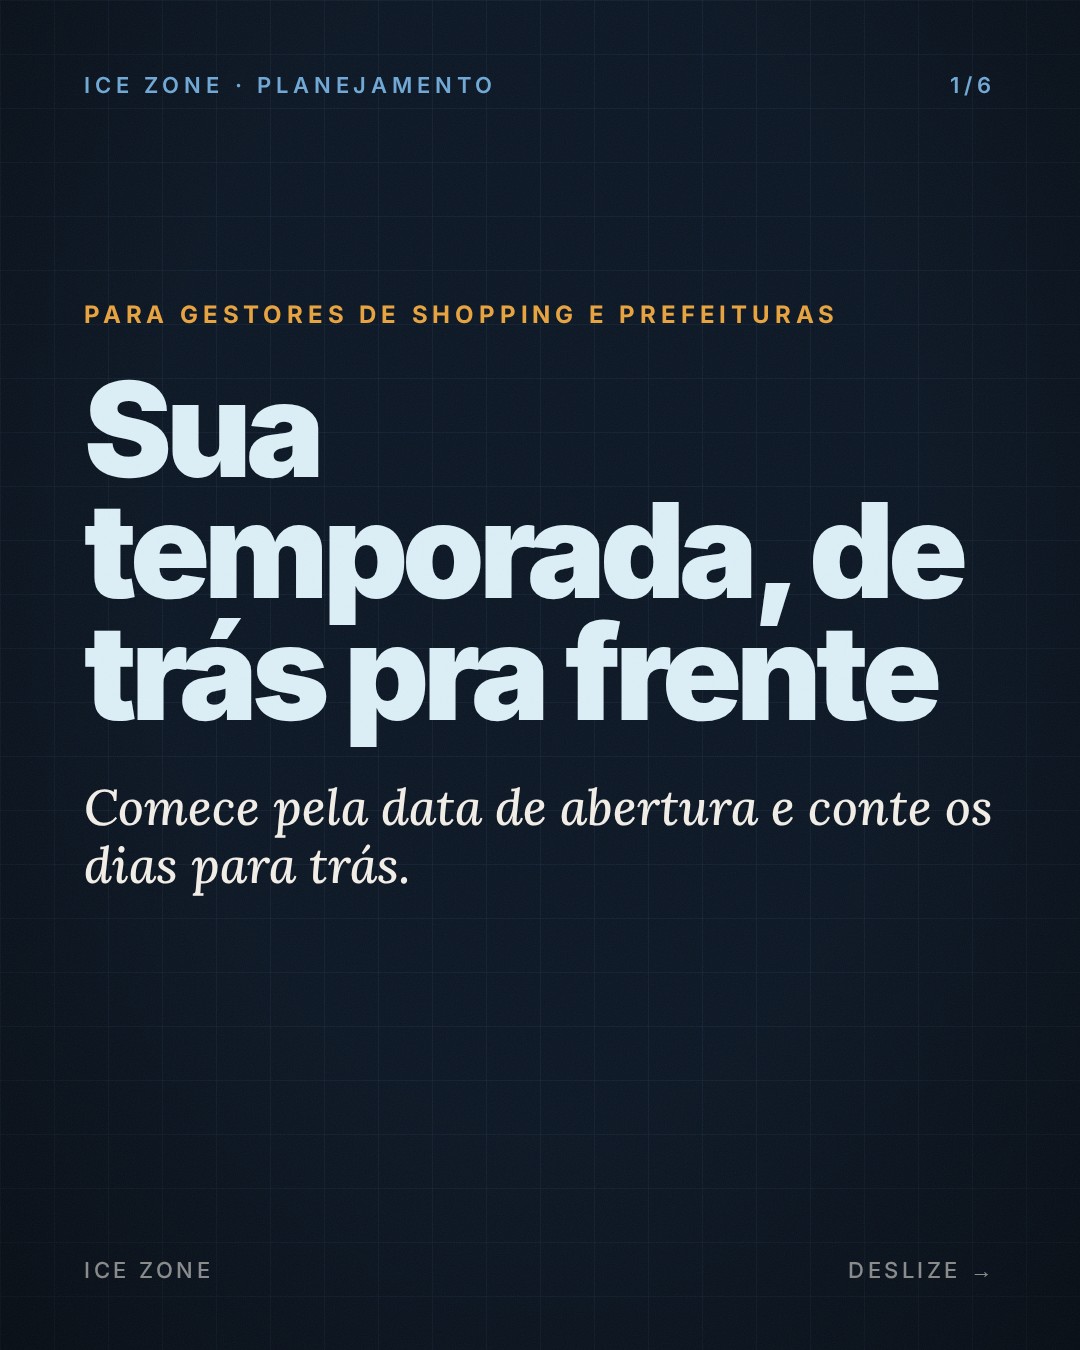 ICE ZONE · PLANEJAMENTO
1/6
PARA GESTORES DE SHOPPING E PREFEITURAS
Sua
temporada, de
trás pra frente
Comece pela data de abertura e conte os
dias para trás.
ICE ZONE
DESLIZE →